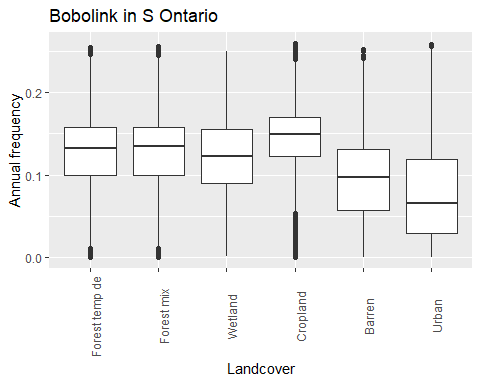 Bobolink in S Ontario
Annual frequency
0.2
0.1
0.0
Forest temp de
Forest mix
Wetland
Cropland
Barren
Urban
Landcover